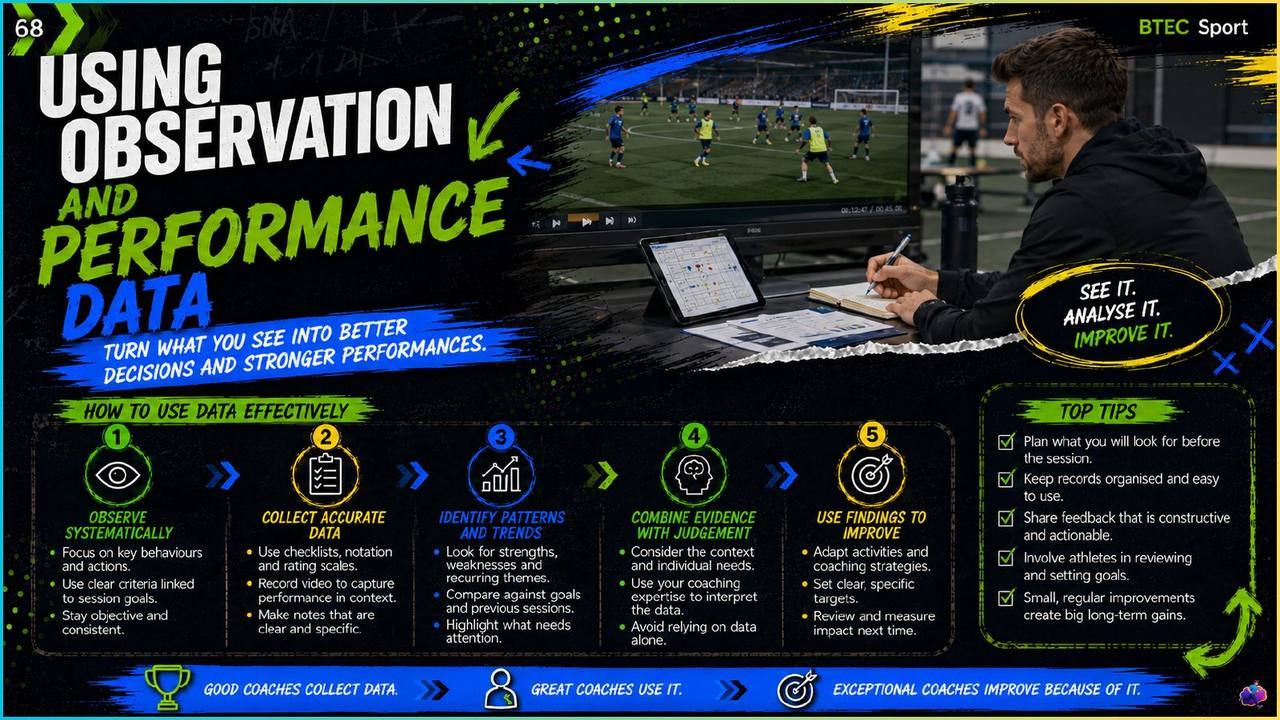 68
BTEC Sport
USING
OBSERVATION
AND
PERFORMANCE
DATA
TURN WHAT YOU SEE INTO BETTER
DECISIONS AND STRONGER PERFORMANCES.
00:12:47 / 00:45:00
SEE IT.
ANALYSE IT.
IMPROVE IT.
HOW TO USE DATA EFFECTIVELY
1
OBSERVE
SYSTEMATICALLY
• Focus on key behaviours
and actions.
• Use clear criteria linked
to session goals.
• Stay objective and
consistent.
2
COLLECT ACCURATE
DATA
• Use checklists, notation
and rating scales.
• Record video to capture
performance in context.
• Make notes that are
clear and specific.
3
IDENTIFY PATTERNS
AND TRENDS
• Look for strengths,
weaknesses and
recurring themes.
• Compare against goals
and previous sessions.
• Highlight what needs
attention.
4
COMBINE EVIDENCE
WITH JUDGEMENT
• Consider the context
and individual needs.
• Use your coaching
expertise to interpret
the data.
• Avoid relying on data
alone.
5
USE FINDINGS TO
IMPROVE
• Adapt activities and
coaching strategies.
• Set clear, specific
targets.
• Review and measure
impact next time.
TOP TIPS
Plan what you will look for before
the session.
Keep records organised and easy
to use.
Share feedback that is constructive
and actionable.
Involve athletes in reviewing
and setting goals.
Small, regular improvements
create big long-term gains.
GOOD COACHES COLLECT DATA.
GREAT COACHES USE IT.
EXCEPTIONAL COACHES IMPROVE BECAUSE OF IT.